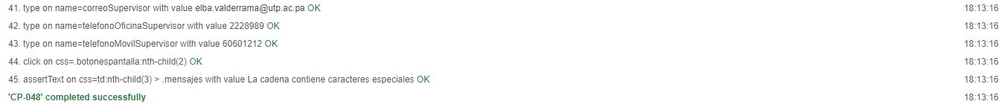 41. type on name=correoSupervisor with value elba.valderrama@utp.ac.pa OK 18:13:16
42. type on name=telefonoOficinaSupervisor with value 2228989 OK 18:13:16
43. type on name=telefonoMovilSupervisor with value 60601212 OK 18:13:16
44. click on css=.botonespantalla:nth-child(2) OK 18:13:16
45. assertText on css=td:nth-child(3) > .mensajes with value La cadena contiene caracteres especiales OK 18:13:16
'CP-048' completed successfully 18:13:16